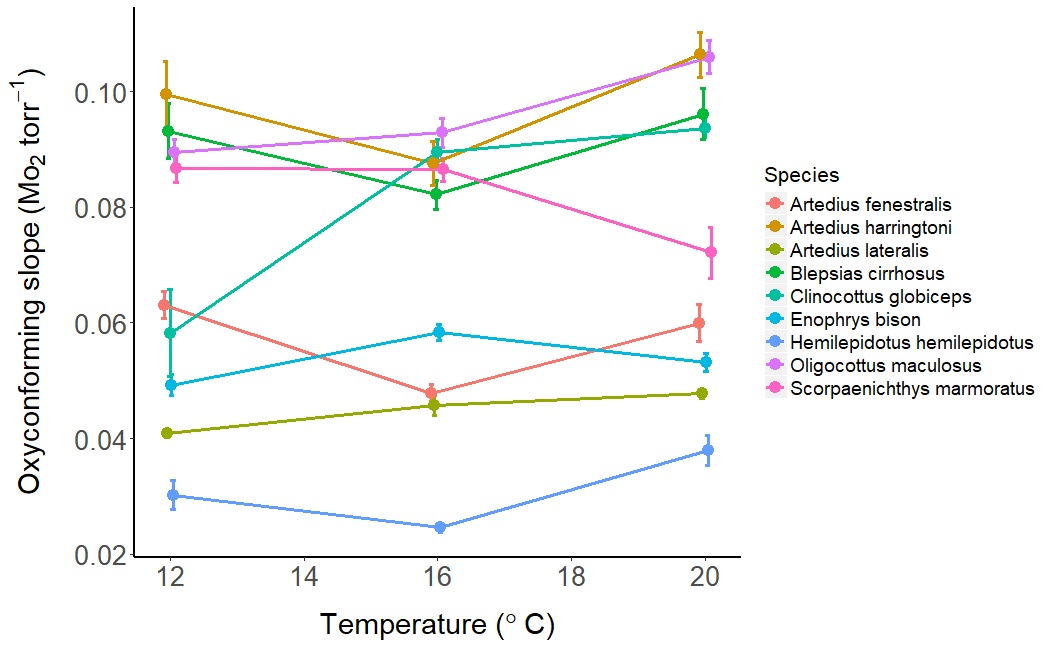 Oxyconforming slope (Mo₂ torr⁻¹)
0.10
0.08
0.06
0.04
0.02
12 14 16 18 20
Temperature (° C)
Species
Artedius fenestralis
Artedius harringtoni
Artedius lateralis
Blepsias cirrhosus
Clinocottus globiceps
Enophrys bison
Hemilepidotus hemilepidotus
Oligocottus maculosus
Scorpaenichthys marmoratus